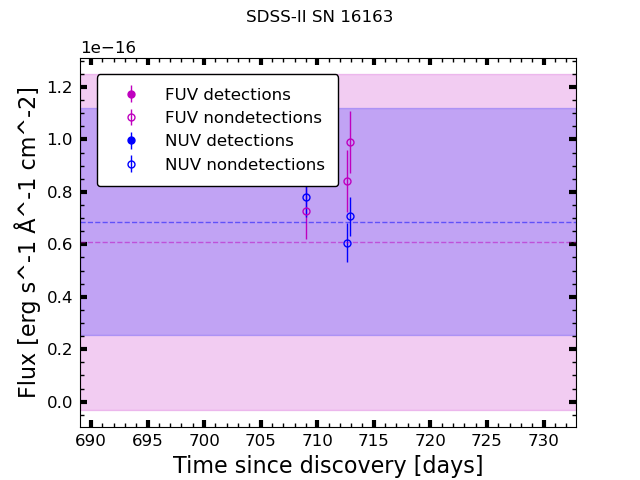 SDSS-II SN 16163
1e−16
FUV detections
FUV nondetections
NUV detections
NUV nondetections
1.2
1.0
0.8
0.6
0.4
0.2
0.0
Flux [erg s^-1 Å^-1 cm^-2]
690 695 700 705 710 715 720 725 730
Time since discovery [days]